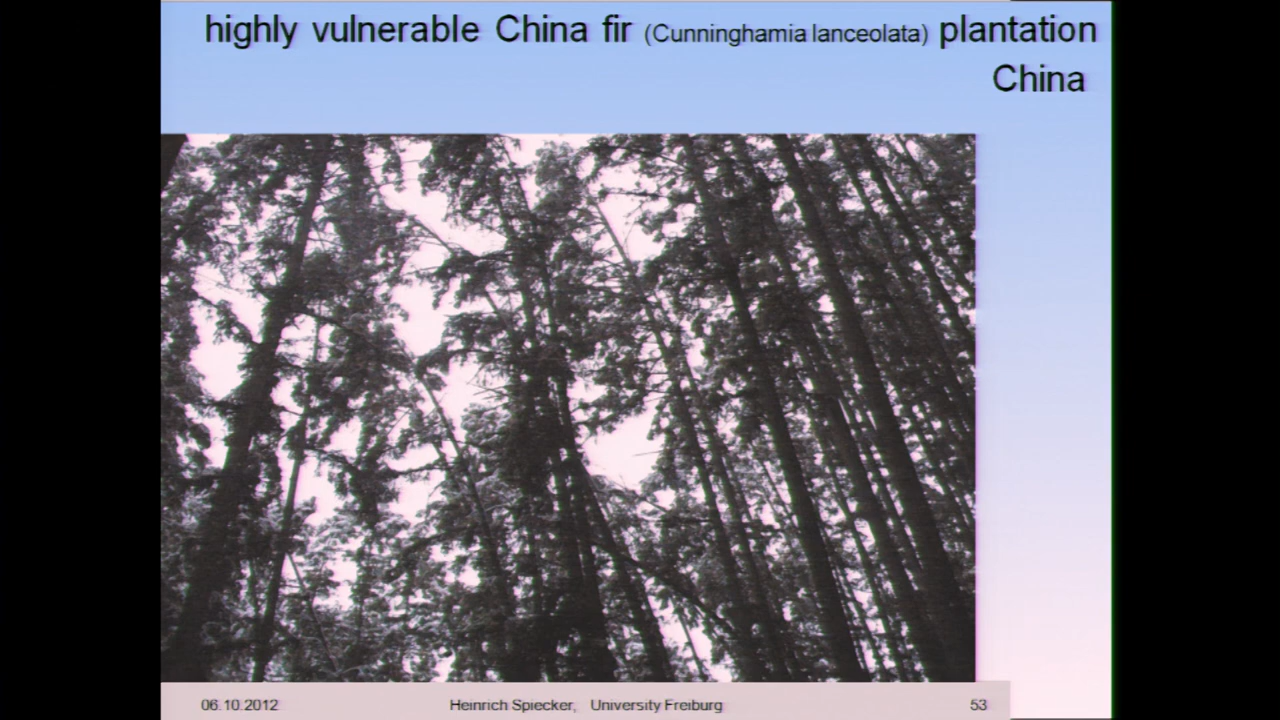 highly vulnerable China fir (Cunninghamia lanceolata) plantation
China
06.10.2012 Heinrich Spiecker, University Freiburg 53